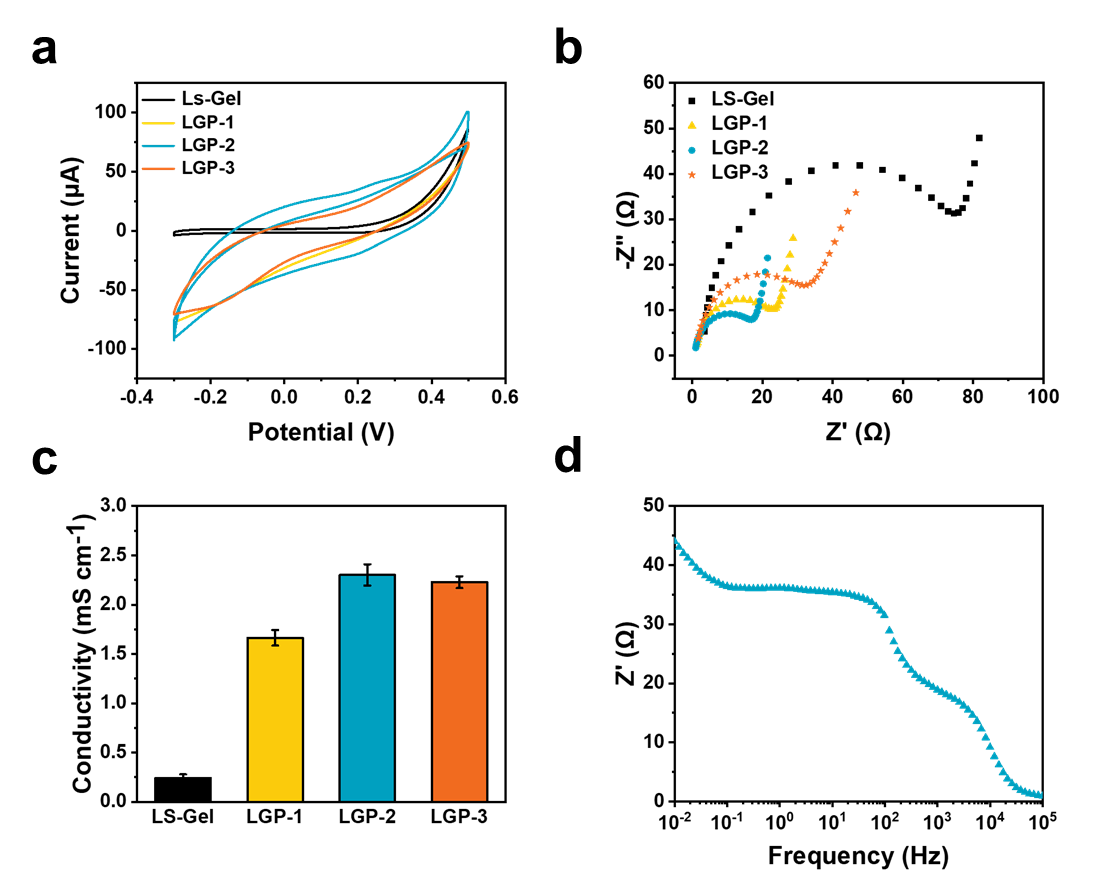 a
Ls-Gel
LGP-1
LGP-2
LGP-3
100
50
0
-50
-100
-0.4 -0.2 0.0 0.2 0.4 0.6
Current (µA)
Potential (V)
b
LS-Gel
LGP-1
LGP-2
LGP-3
60
50
40
30
20
10
0
0 20 40 60 80 100
-Z'' (Ω)
Z' (Ω)
c
3.0
2.5
2.0
1.5
1.0
0.5
0.0
LS-Gel LGP-1 LGP-2 LGP-3
Conductivity (mS cm-1)
d
50
40
30
20
10
0
10-2 10-1 100 101 102 103 104 105
Z' (Ω)
Frequency (Hz)